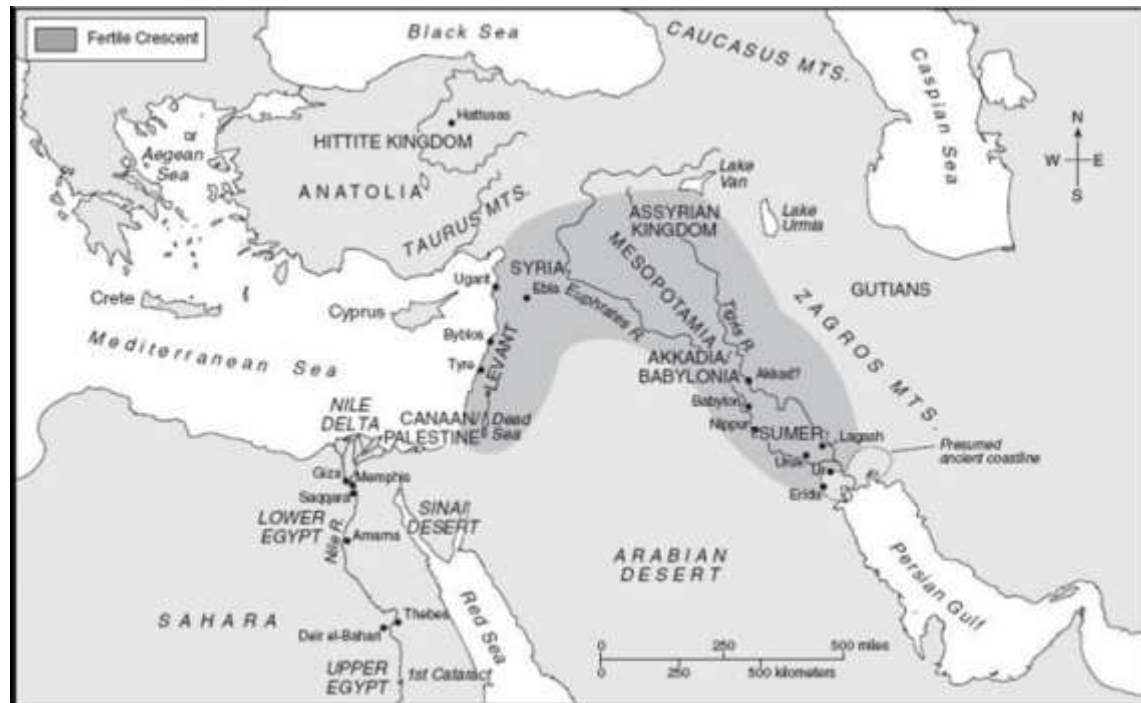 Fertile Crescent
Black Sea
CAUCASUS MTS.
Caspian Sea
Hattusas
HITTITE KINGDOM
Aegean
Sea
ANATOLIA
TAURUS MTS.
Lake
Van
Lake
Urmia
N
W E
S
ASSYRIAN
KINGDOM
MESOPOTAMIA
SYRIA
Ugarit
Ebla
Euphrates R.
Tigris R.
GUTIANS
ZAGROS MTS.
Crete
Cyprus
Mediterranean Sea
Byblos
Tyre
LEVANT
AKKADIA/
BABYLONIA
Akkad?
Babylon
Nippur
SUMER
Lagash
Uruk
Ur
Eridu
Presumed
ancient coastline
NILE
DELTA
CANAAN/
PALESTINE
Dead
Sea
Giza
Memphis
Saqqara
SINAI
DESERT
LOWER
EGYPT
Nile R.
Amarna
ARABIAN
DESERT
Persian Gulf
Red Sea
SAHARA
Thebes
Deir el-Bahari
UPPER
EGYPT
1st Cataract
0 250 500 miles
0 250 500 kilometers